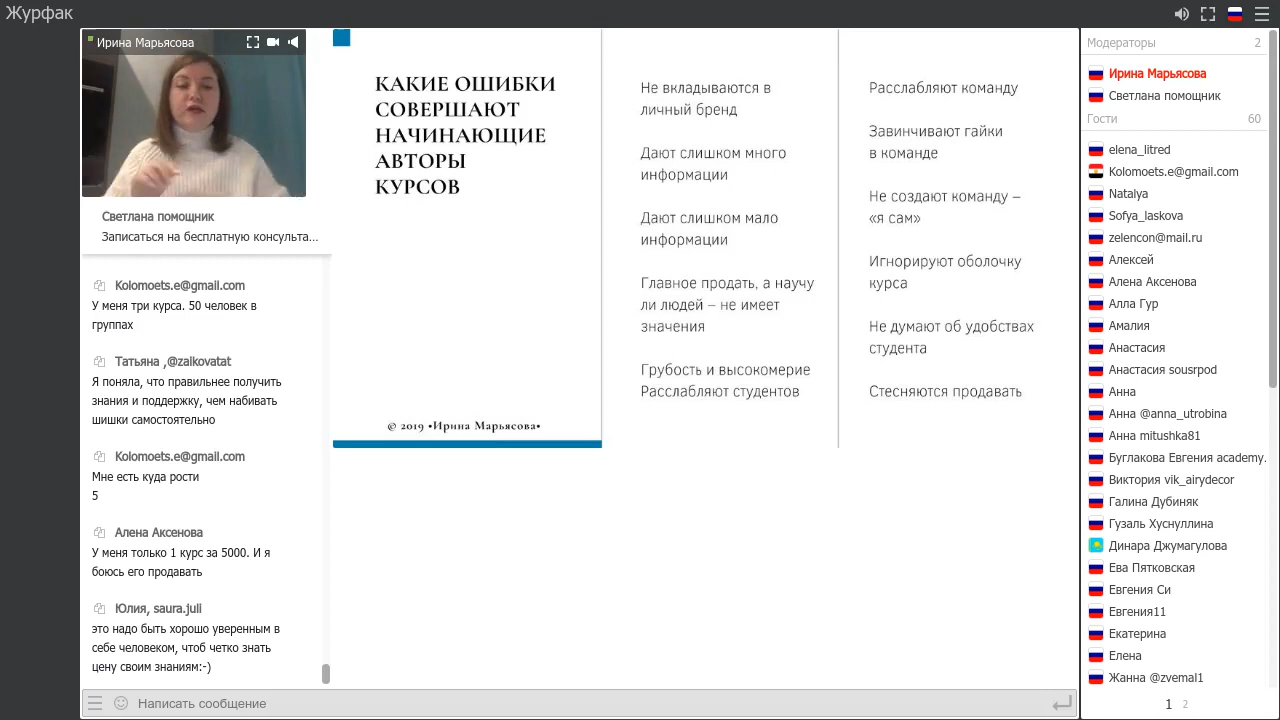 Журфак
Ирина Марьясова
Светлана помощник
Записаться на бесплатную консульта...
Kolomoets.e@gmail.com
У меня три курса. 50 человек в
группах
Татьяна ,@zaikovatat
Я поняла, что правильнее получить
знания и поддержку, чем набивать
шишки самостоятельно
Kolomoets.e@gmail.com
Мне есть куда рости
5
Алена Аксенова
У меня только 1 курс за 5000. И я
боюсь его продавать
Юлия, saura.juli
это надо быть хорошо уверенным в
себе человеком, чтоб четко знать
цену своим знаниям:-)
Написать сообщение
КАКИЕ ОШИБКИ
СОВЕРШАЮТ
НАЧИНАЮЩИЕ
АВТОРЫ
КУРСОВ
© 2019 •Ирина Марьясова•
Не вкладываются в
личный бренд
Дают слишком много
информации
Дают слишком мало
информации
Главное продать, а научу
ли людей – не имеет
значения
Грубость и высокомерие
Расслабляют студентов
Расслабляют команду
Завинчивают гайки
в команде
Не создают команду –
«я сам»
Игнорируют оболочку
курса
Не думают об удобствах
студента
Стесняются продавать
Модераторы 2
Ирина Марьясова
Светлана помощник
Гости 60
elena_litred
Kolomoets.e@gmail.com
Natalya
Sofya_laskova
zelencon@mail.ru
Алексей
Алена Аксенова
Алла Гур
Амалия
Анастасия
Анастасия sousrpod
Анна
Анна @anna_utrobina
Анна mitushka81
Буглакова Евгения academy.
Виктория vik_airydecor
Галина Дубиняк
Гузаль Хуснуллина
Динара Джумагулова
Ева Пятковская
Евгения Си
Евгения11
Екатерина
Елена
Жанна @zvemal1
1 2